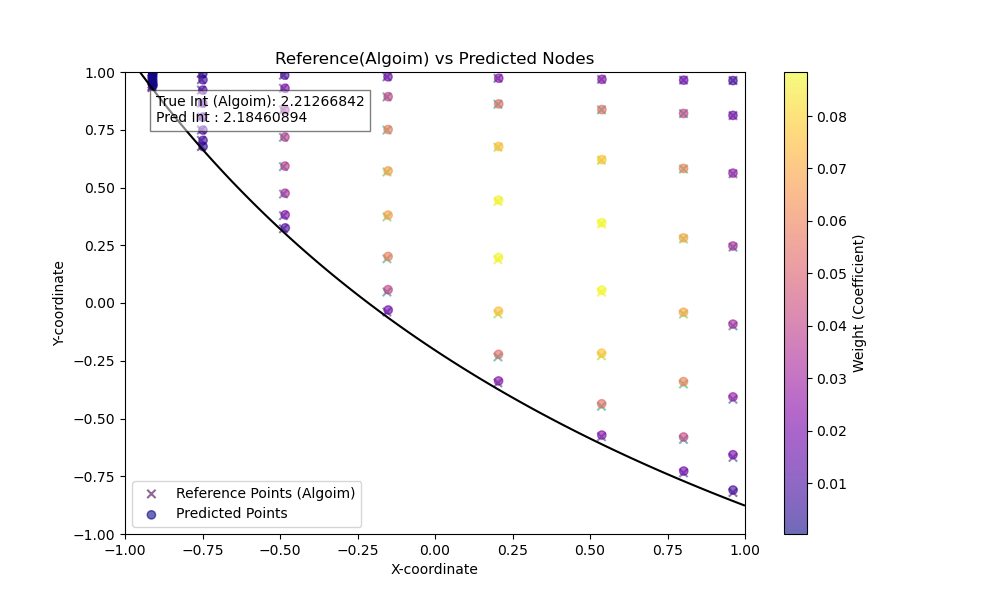 Reference(Algoim) vs Predicted Nodes
True Int (Algoim): 2.21266842
Pred Int : 2.18460894
1.00
0.75
0.50
0.25
0.00
−0.25
−0.50
−0.75
−1.00
Y-coordinate
Reference Points (Algoim)
Predicted Points
−1.00 −0.75 −0.50 −0.25 0.00 0.25 0.50 0.75 1.00
X-coordinate
0.08
0.07
0.06
0.05
0.04
0.03
0.02
0.01
Weight (Coefficient)